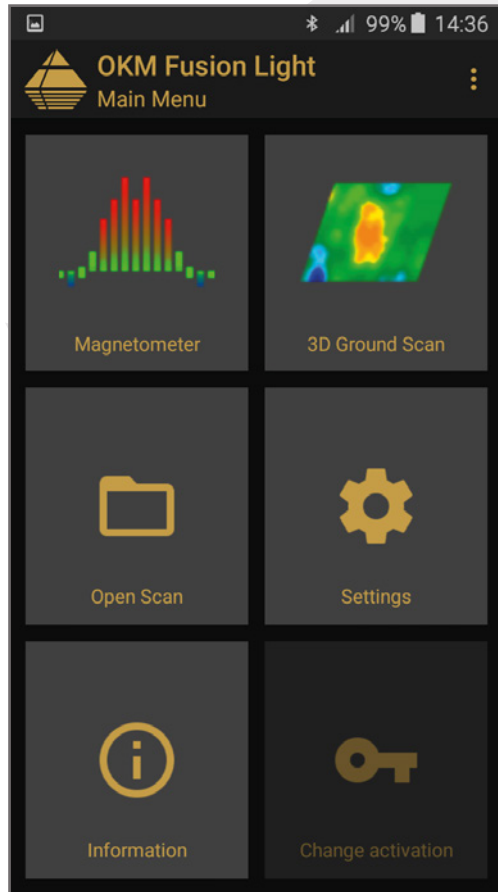 99% 14:36
OKM Fusion Light
Main Menu
Magnetometer
3D Ground Scan
Open Scan
Settings
Information
Change activation